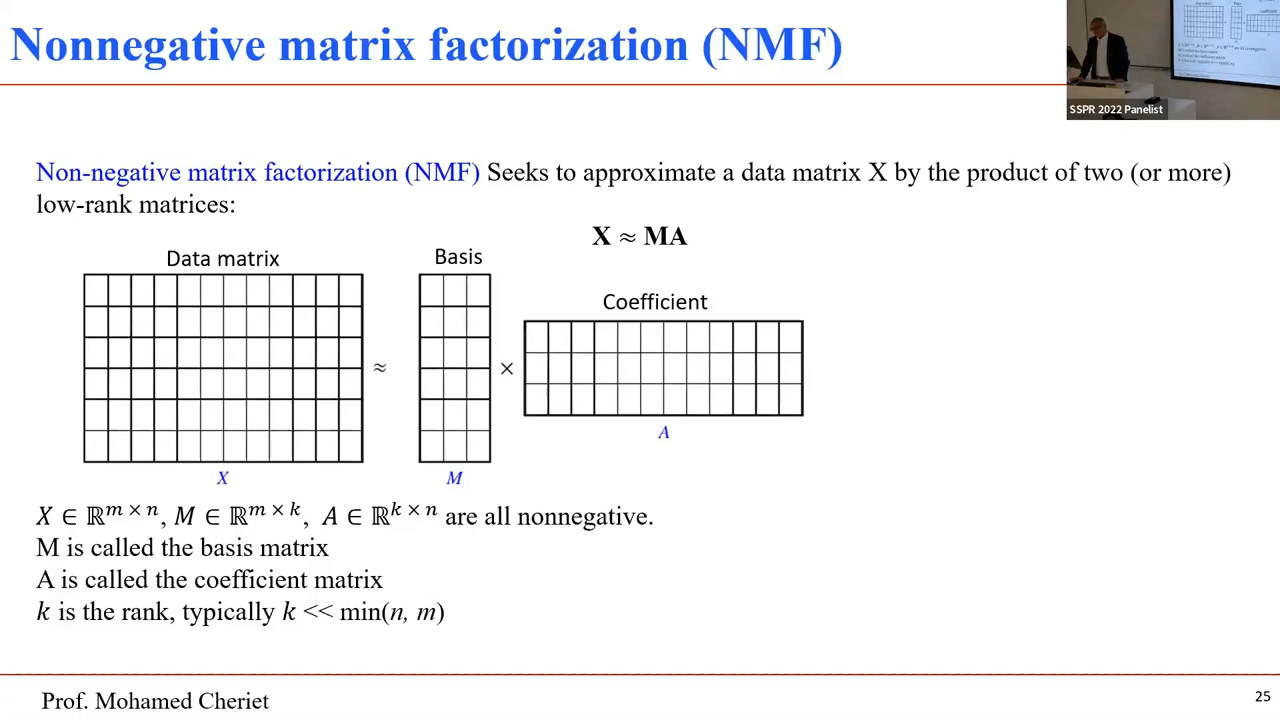 Nonnegative matrix factorization (NMF)
SSPR 2022 Panelist
Non-negative matrix factorization (NMF) Seeks to approximate a data matrix X by the product of two (or more)
low-rank matrices:
X ≈ MA
Data matrix
Basis
Coefficient
≈
×
A
X
M
𝑋 ∈ ℝ^{𝑚 × 𝑛}, 𝑀 ∈ ℝ^{𝑚 × 𝑘}, 𝐴 ∈ ℝ^{𝑘 × 𝑛} are all nonnegative.
M is called the basis matrix
A is called the coefficient matrix
𝑘 is the rank, typically 𝑘 << min(n, m)
Prof. Mohamed Cheriet
25